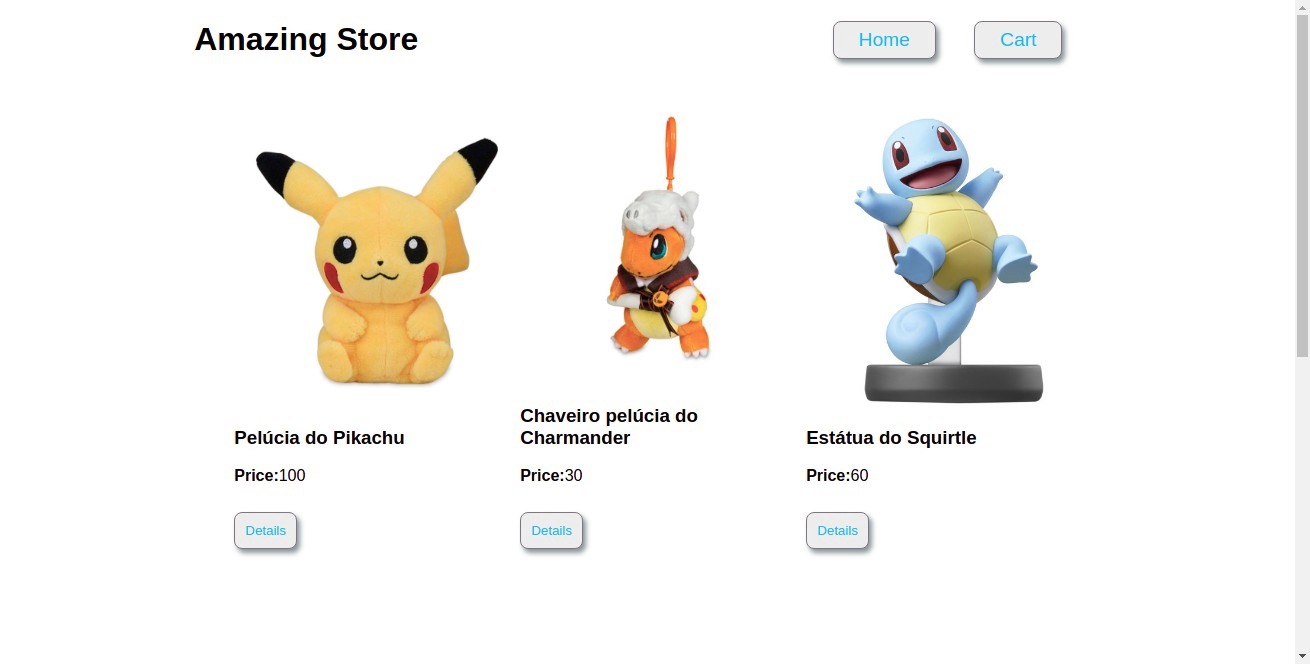 Amazing Store
Home
Cart
Pelúcia do Pikachu
Price:100
Details
Chaveiro pelúcia do
Charmander
Price:30
Details
Estátua do Squirtle
Price:60
Details